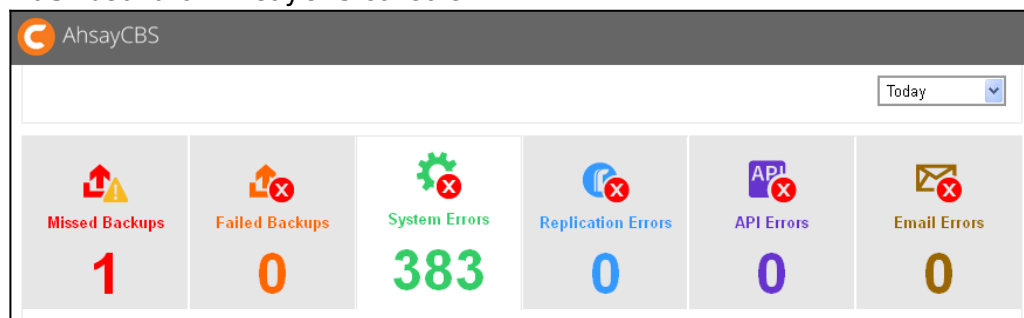 AhsayCBS
Today
API
Missed Backups
Failed Backups
System Errors
Replication Errors
API Errors
Email Errors
1
0
383
0
0
0